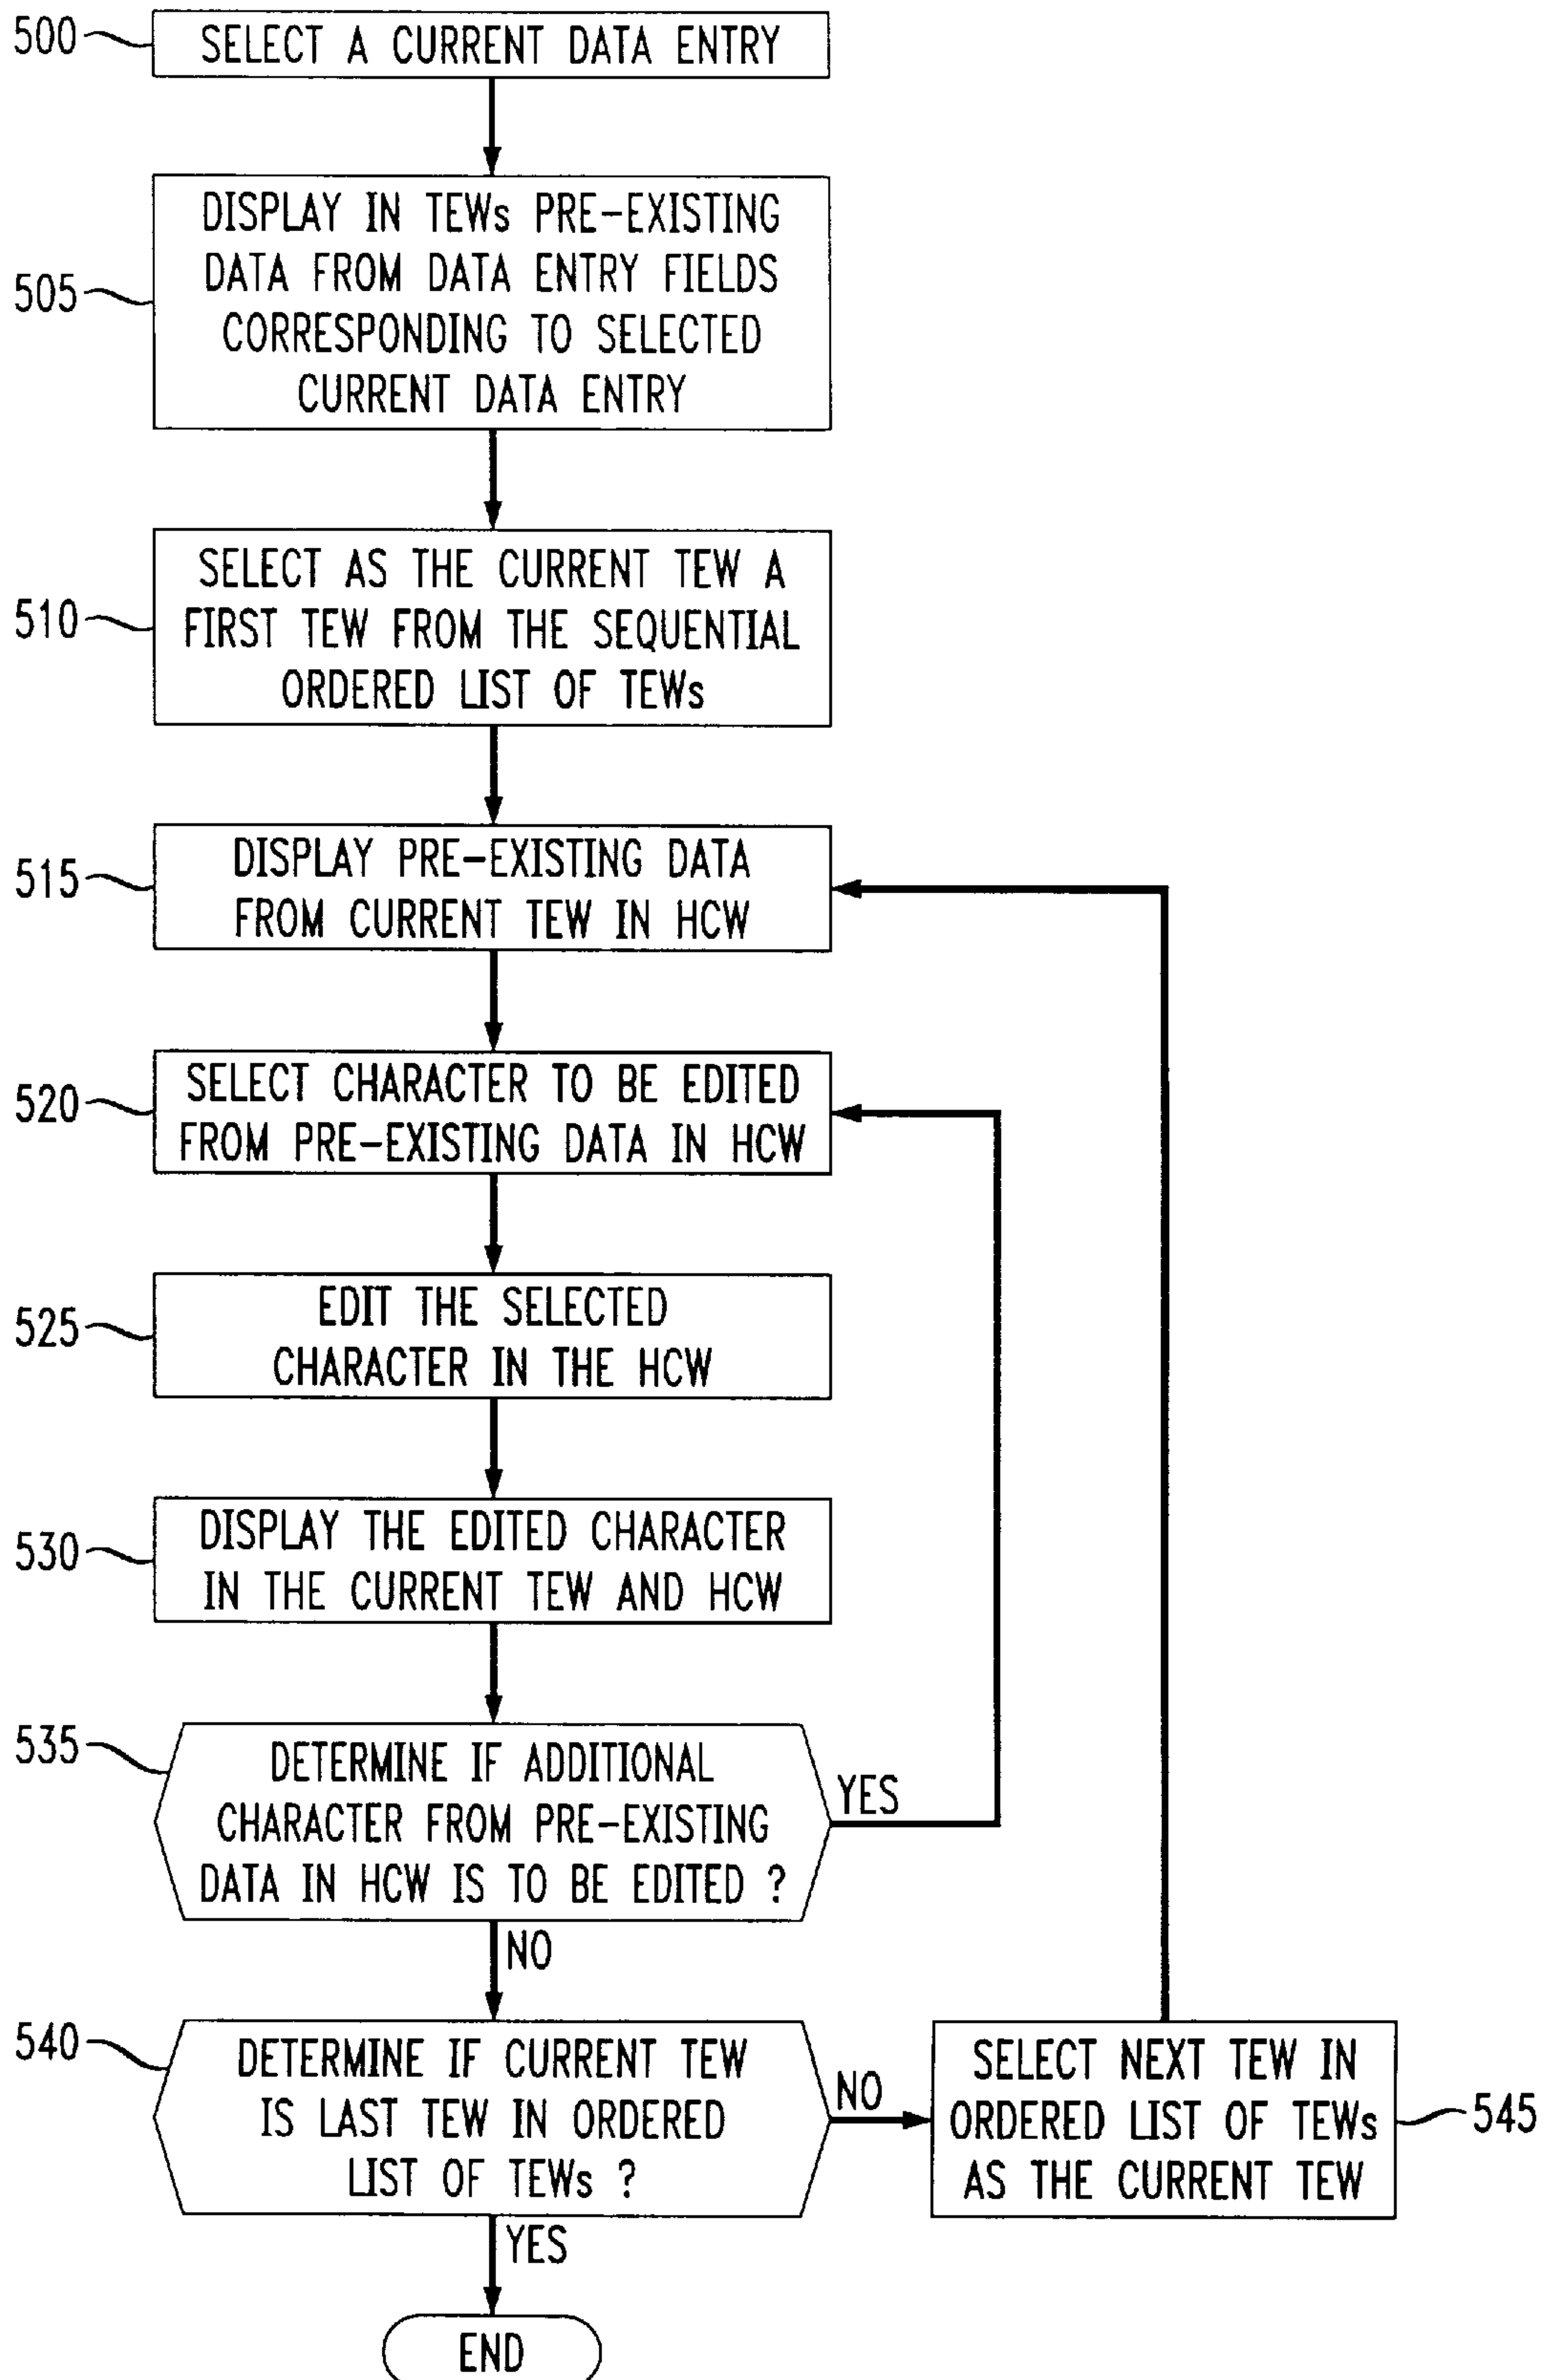 500
SELECT A CURRENT DATA ENTRY
505
DISPLAY IN TEWs PRE-EXISTING
DATA FROM DATA ENTRY FIELDS
CORRESPONDING TO SELECTED
CURRENT DATA ENTRY
510
SELECT AS THE CURRENT TEW A
FIRST TEW FROM THE SEQUENTIAL
ORDERED LIST OF TEWs
515
DISPLAY PRE-EXISTING DATA
FROM CURRENT TEW IN HCW
520
SELECT CHARACTER TO BE EDITED
FROM PRE-EXISTING DATA IN HCW
525
EDIT THE SELECTED
CHARACTER IN THE HCW
530
DISPLAY THE EDITED CHARACTER
IN THE CURRENT TEW AND HCW
535
DETERMINE IF ADDITIONAL
CHARACTER FROM PRE-EXISTING
DATA IN HCW IS TO BE EDITED ?
YES
NO
540
DETERMINE IF CURRENT TEW
IS LAST TEW IN ORDERED
LIST OF TEWs ?
NO
SELECT NEXT TEW IN
ORDERED LIST OF TEWs
AS THE CURRENT TEW
545
YES
END